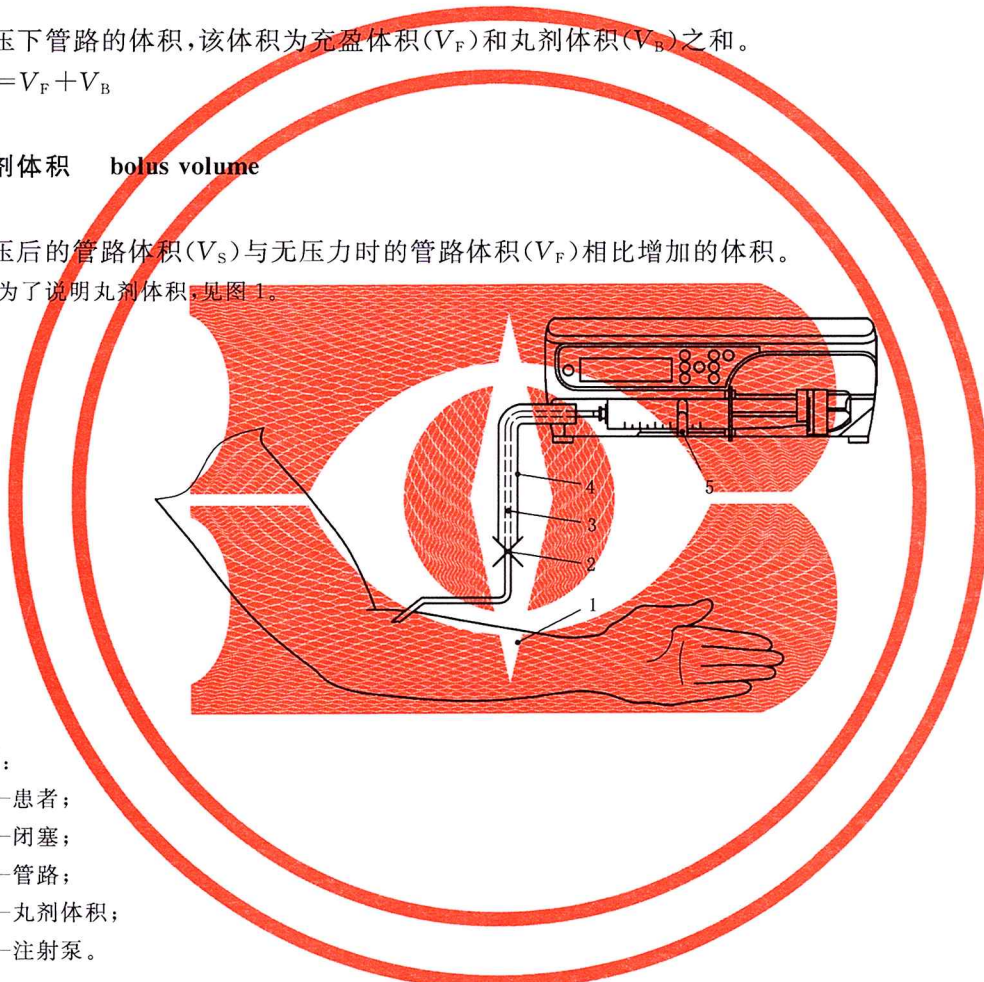 压下管路的体积,该体积为充盈体积(V_F)和丸剂体积(V_B)之和。
=V_F+V_B
剂体积 bolus volume
压后的管路体积(V_S)与无压力时的管路体积(V_F)相比增加的体积。
为了说明丸剂体积,见图1。
4
5
3
2
1
:
—患者;
—闭塞;
—管路;
—丸剂体积;
—注射泵。